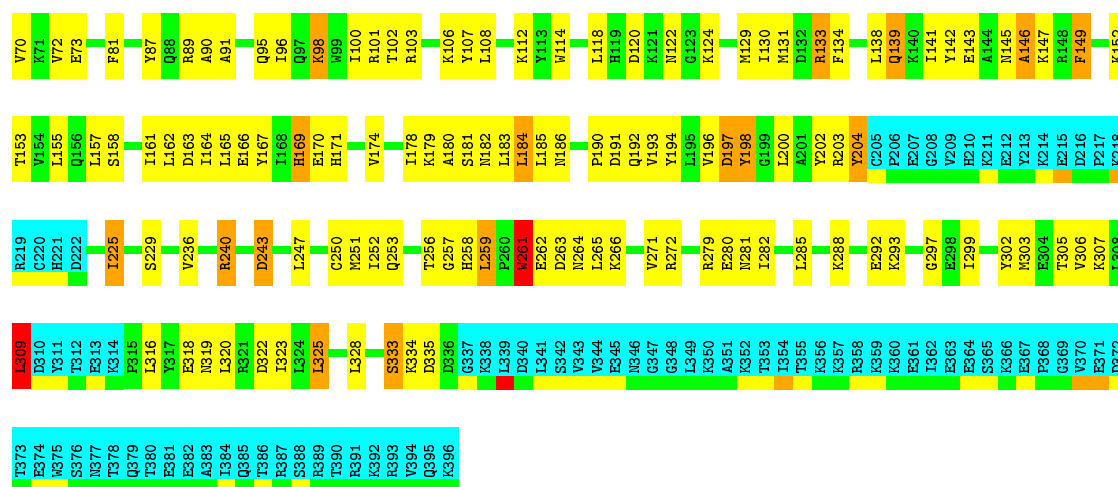 V70 K71 V72 E73 F81 Y87 Q88 R89 A90 A91 Q95 I96 Q97 K98 W99 I100 R101 T102 R103 K106 Y107 L108 K112 Y113 W114 L118 H119 D120 K121 N122 G123 K124 M129 I130 M131 D132 R133 F134 L138 Q139 K140 I141 Y142 E143 A144 N145 A146 K147 R148 F149 K152
T153 V154 L155 Q156 L157 S158 I161 L162 D163 I164 L165 E166 Y167 I168 H169 E170 H171 V174 I178 K179 A180 S181 N182 L183 L184 L185 N186 P190 D191 Q192 V193 Y194 L195 V196 D197 Y198 G199 L200 A201 Y202 R203 Y204 C205 P206 E207 G208 V209 H210 K211 E212 Y213 K214 E215 D216 P217 K218
R219 C220 H221 D222 I225 S229 V236 R240 D243 L247 C250 M251 I252 Q253 T256 G257 H258 L259 P260 W261 E262 D263 N264 L265 K266 V271 R272 R279 E280 N281 I282 L285 K288 E292 K293 G297 E298 I299 Y302 M303 E304 T305 V306 K307 L308
L309 D310 Y311 T312 E313 K314 P315 L316 Y317 E318 N319 L320 R321 D322 I323 L324 L325 L328 S333 K334 D335 D336 G337 K338 L339 D340 L341 S342 V343 V344 E345 N346 G347 G348 L349 K350 A351 K352 T353 I354 T355 K356 K357 R358 K359 K360 E361 I362 E363 E364 S365 K366 E367 P368 G369 V370 E371 D372
T373 E374 W375 S376 N377 T378 Q379 T380 E381 E382 A383 I384 Q385 T386 R387 S388 R389 T390 R391 K392 R393 V394 Q395 K396